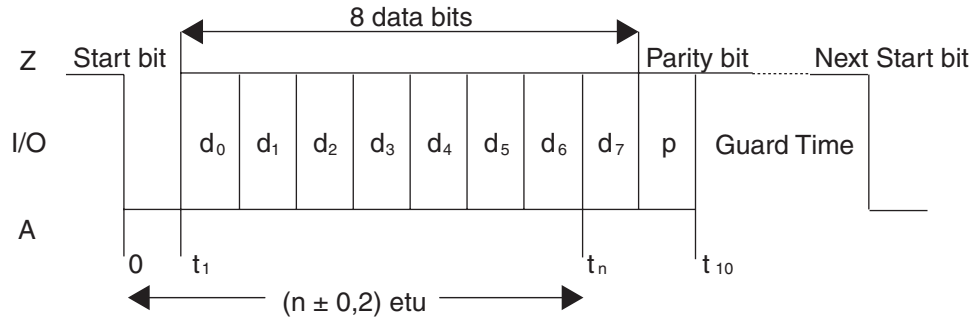 8 data bits
Z Start bit Parity bit Next Start bit
I/O d₀ d₁ d₂ d₃ d₄ d₅ d₆ d₇ p Guard Time
A
0 t₁ tₙ t₁₀
(n ± 0,2) etu